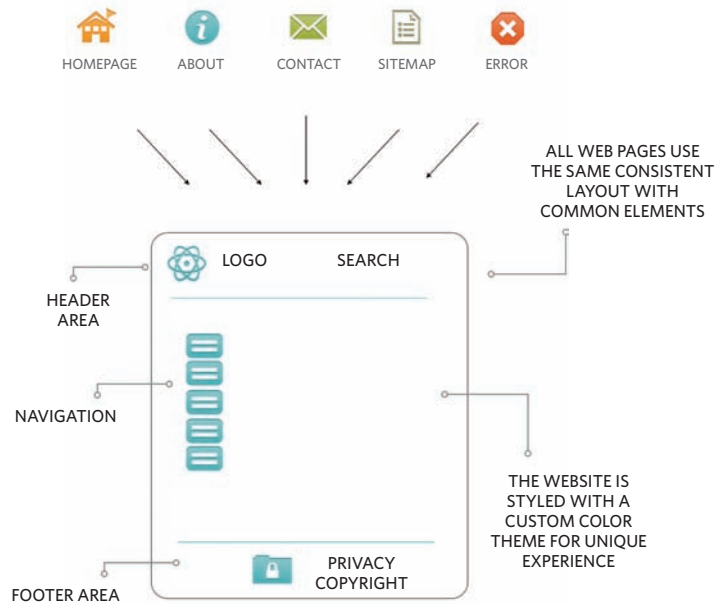 HOMEPAGE
ABOUT
CONTACT
SITEMAP
ERROR
ALL WEB PAGES USE
THE SAME CONSISTENT
LAYOUT WITH
COMMON ELEMENTS
LOGO
SEARCH
HEADER
AREA
NAVIGATION
THE WEBSITE IS
STYLED WITH A
CUSTOM COLOR
THEME FOR UNIQUE
EXPERIENCE
PRIVACY
COPYRIGHT
FOOTER AREA